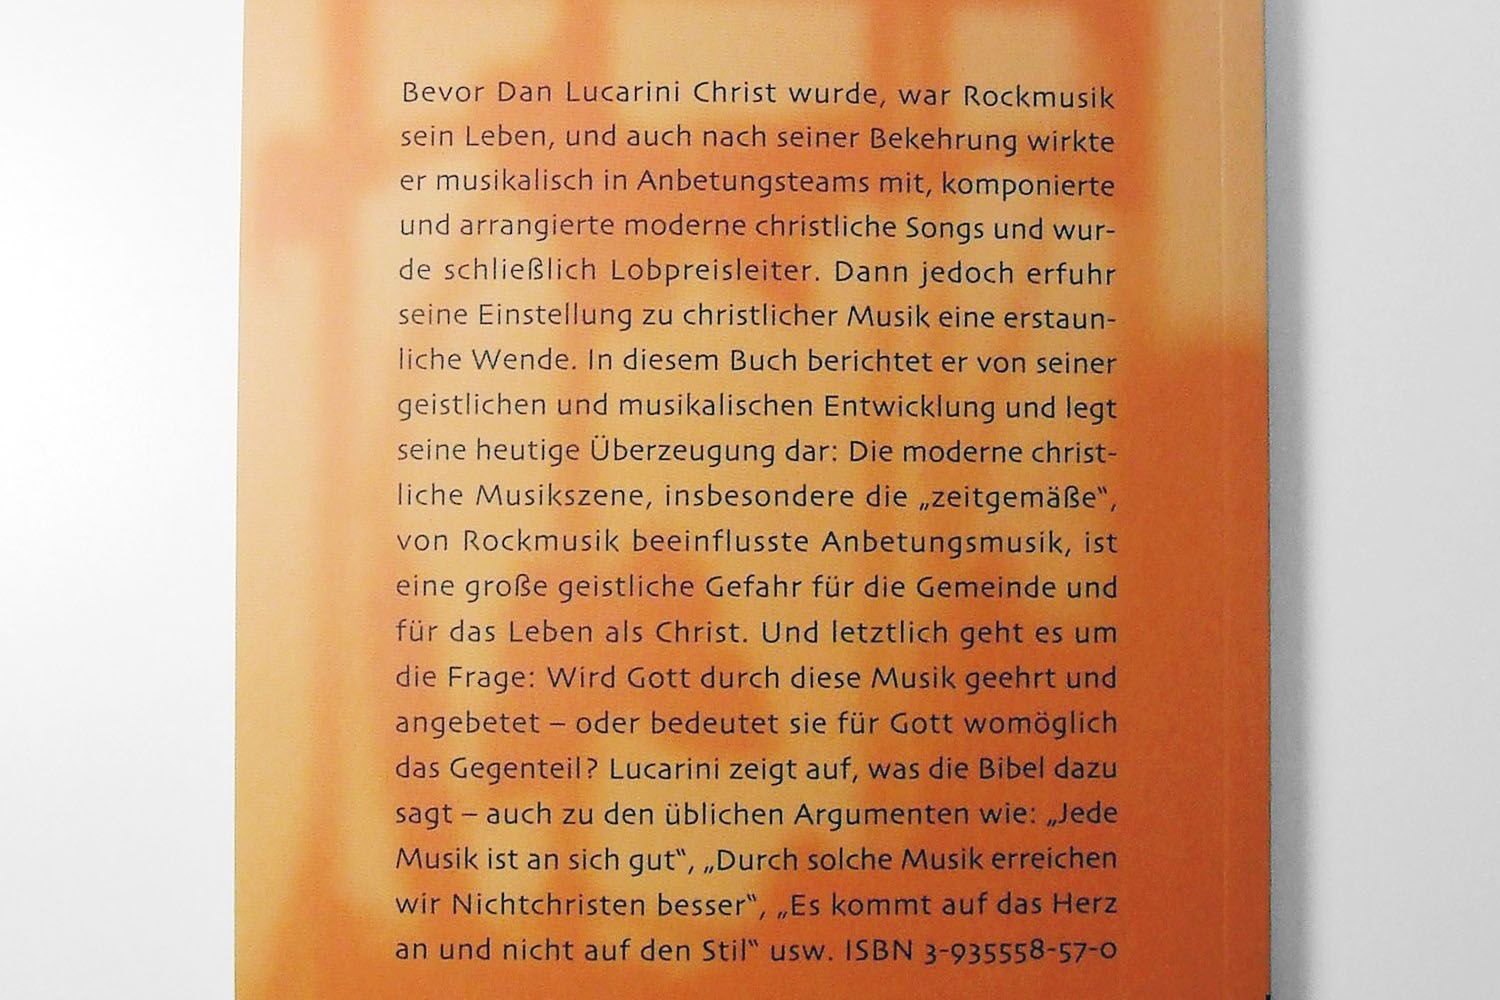 Bevor Dan Lucarini Christ wurde, war Rockmusik
sein Leben, und auch nach seiner Bekehrung wirkte
er musikalisch in Anbetungsteams mit, komponierte
und arrangierte moderne christliche Songs und wur-
de schließlich Lobpreisleiter. Dann jedoch erfuhr
seine Einstellung zu christlicher Musik eine erstaun-
liche Wende. In diesem Buch berichtet er von seiner
geistlichen und musikalischen Entwicklung und legt
seine heutige Überzeugung dar: Die moderne christ-
liche Musikszene, insbesondere die „zeitgemäße“,
von Rockmusik beeinflusste Anbetungsmusik, ist
eine große geistliche Gefahr für die Gemeinde und
für das Leben als Christ. Und letztlich geht es um
die Frage: Wird Gott durch diese Musik geehrt und
angebetet – oder bedeutet sie für Gott womöglich
das Gegenteil? Lucarini zeigt auf, was die Bibel dazu
sagt – auch zu den üblichen Argumenten wie: „Jede
Musik ist an sich gut“, „Durch solche Musik erreichen
wir Nichtchristen besser“, „Es kommt auf das Herz
an und nicht auf den Stil“ usw. ISBN 3-935558-57-0